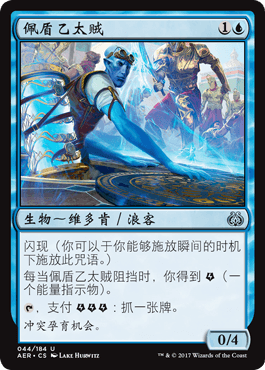 佩盾乙太贼 1
生物~维多肯 / 浪客
闪现（你可以于你能够施放瞬间的时机
下施放此咒语。）
每当佩盾乙太贼阻挡时，你得到（一
个能量指示物）。
，支付：抓一张牌。
冲突孕育机会。
044/184 U
AER • CS Lake Hurwitz
0/4
™ & © 2017 Wizards of the Coast